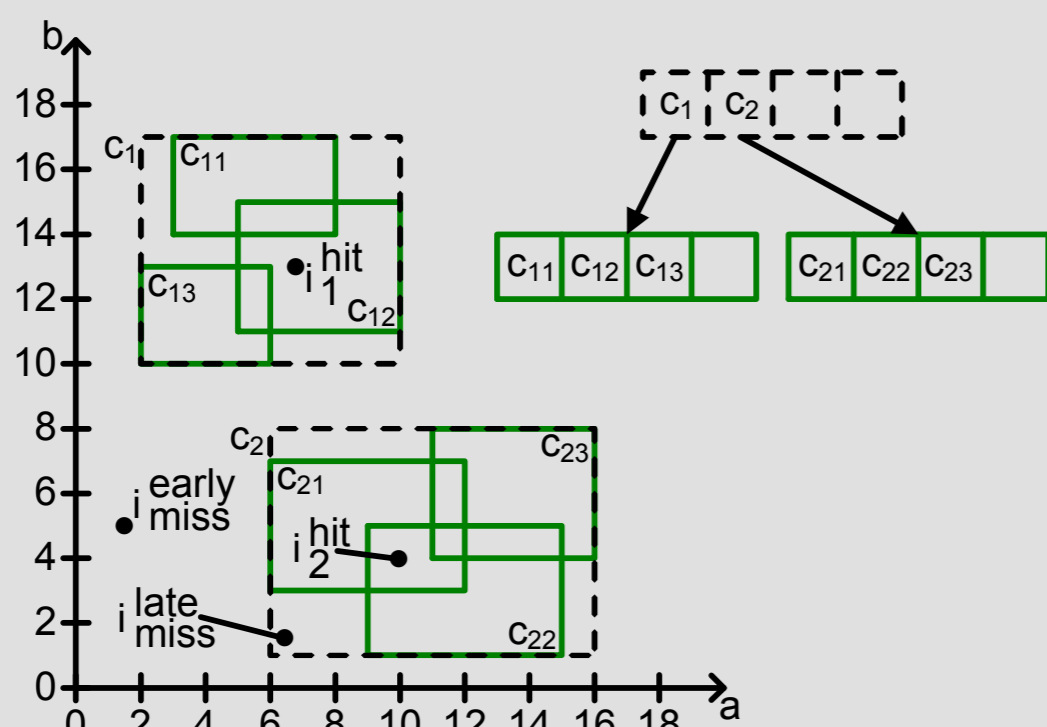 b
18
16
14
12
10
8
6
4
2
0
0 2 4 6 8 10 12 14 16 18
a
c1
c11
c13
c12
i hit 1
c2
c21
c23
c22
i hit 2
i early miss
i late miss
c1 c2
c11 c12 c13
c21 c22 c23